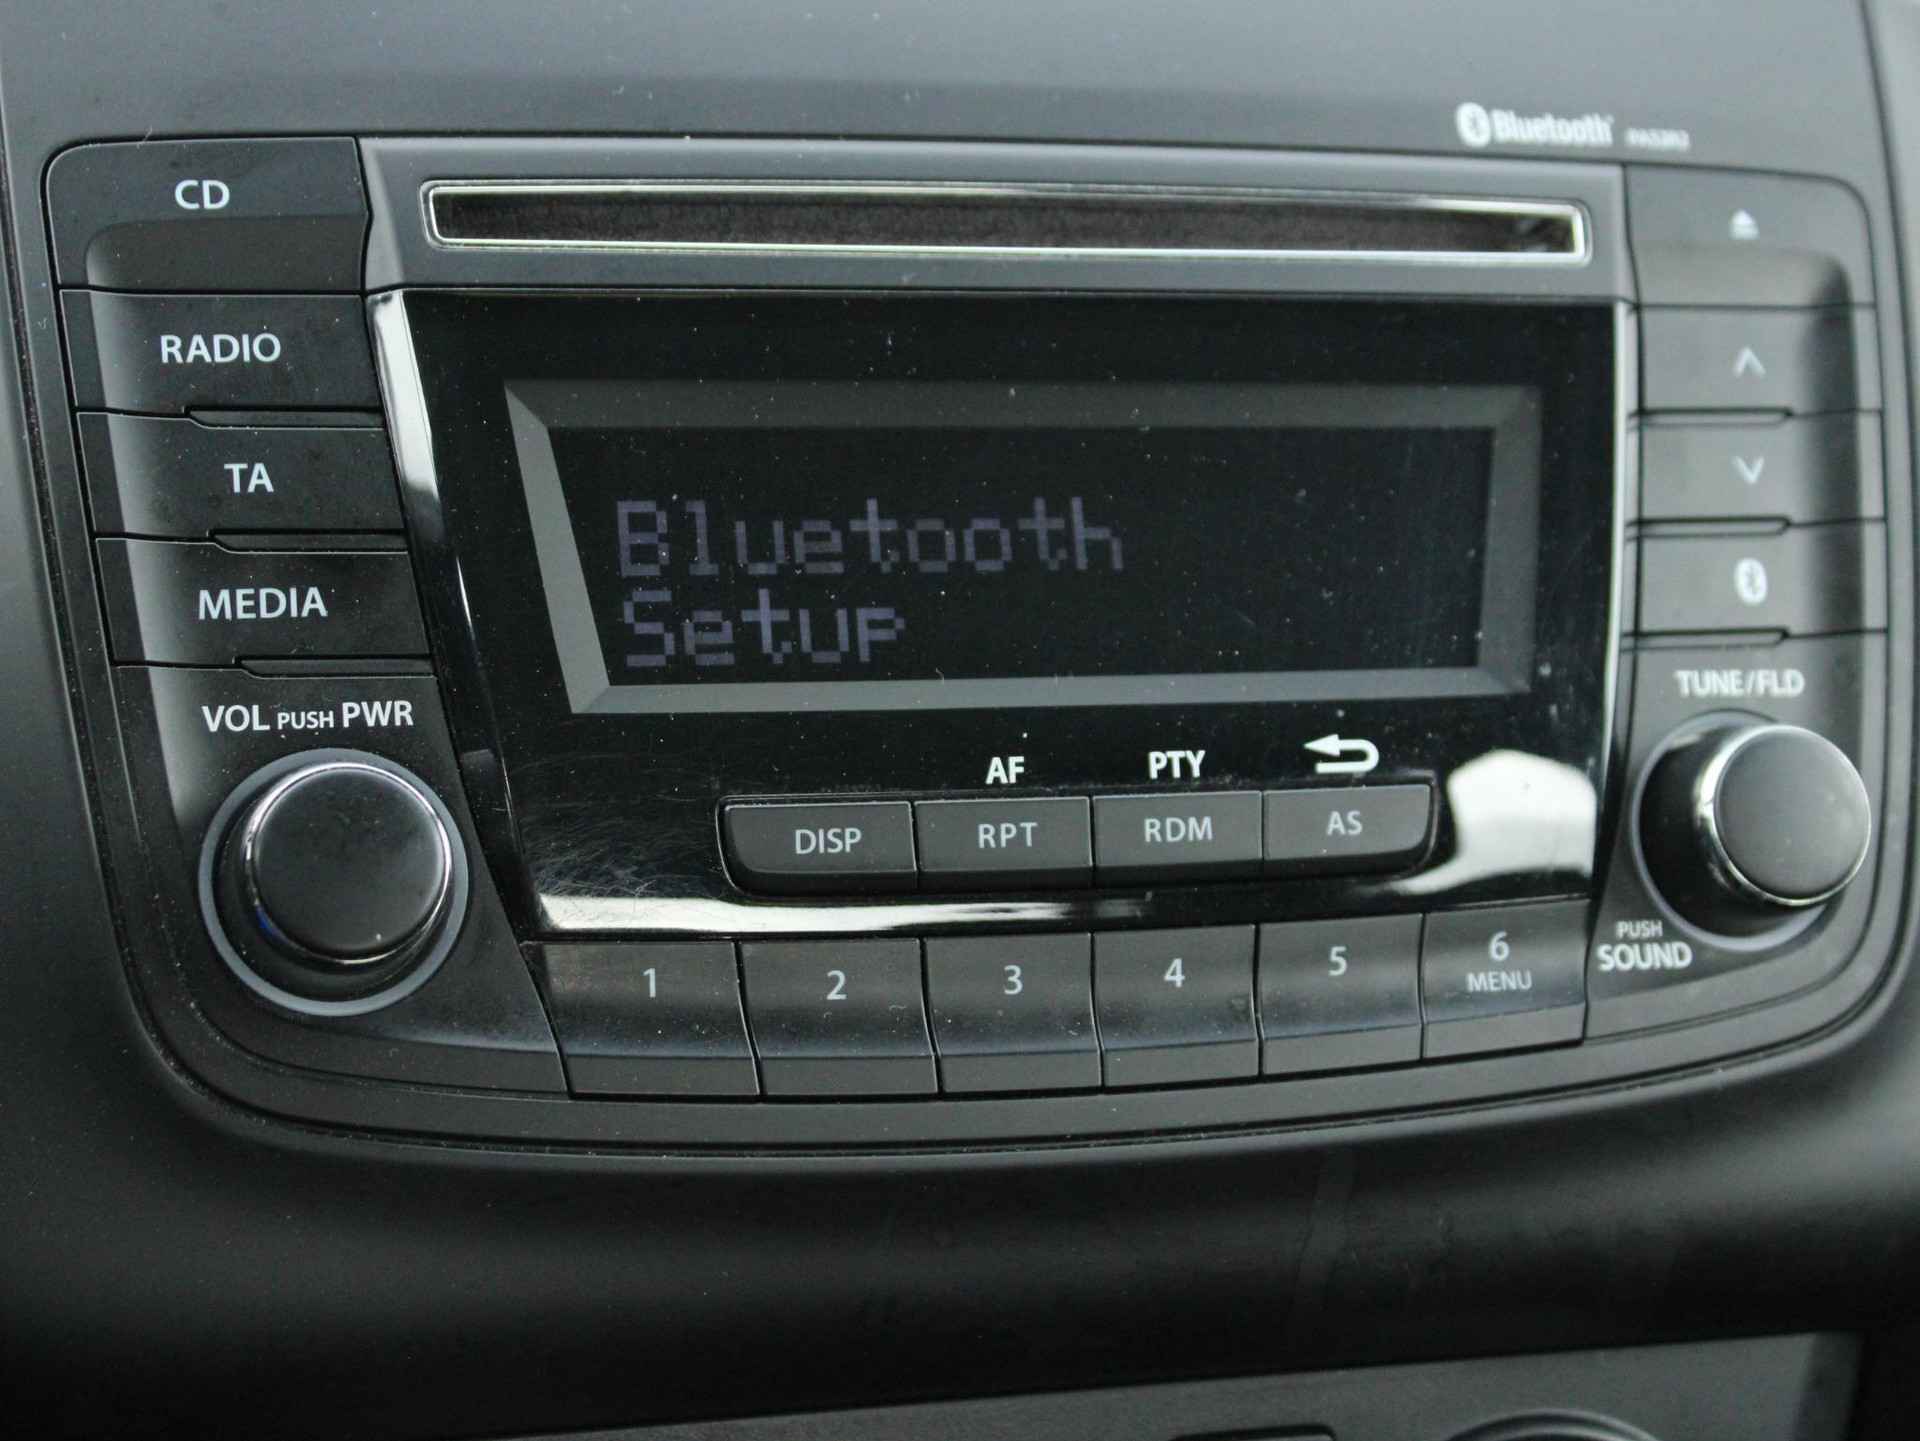 Bluetooth
CD
RADIO
TA
MEDIA
VOL PUSH PWR
Bluetooth
Setup
TUNE/FLD
AF PTY
DISP RPT RDM AS
PUSH
SOUND
1 2 3 4 5 6
MENU